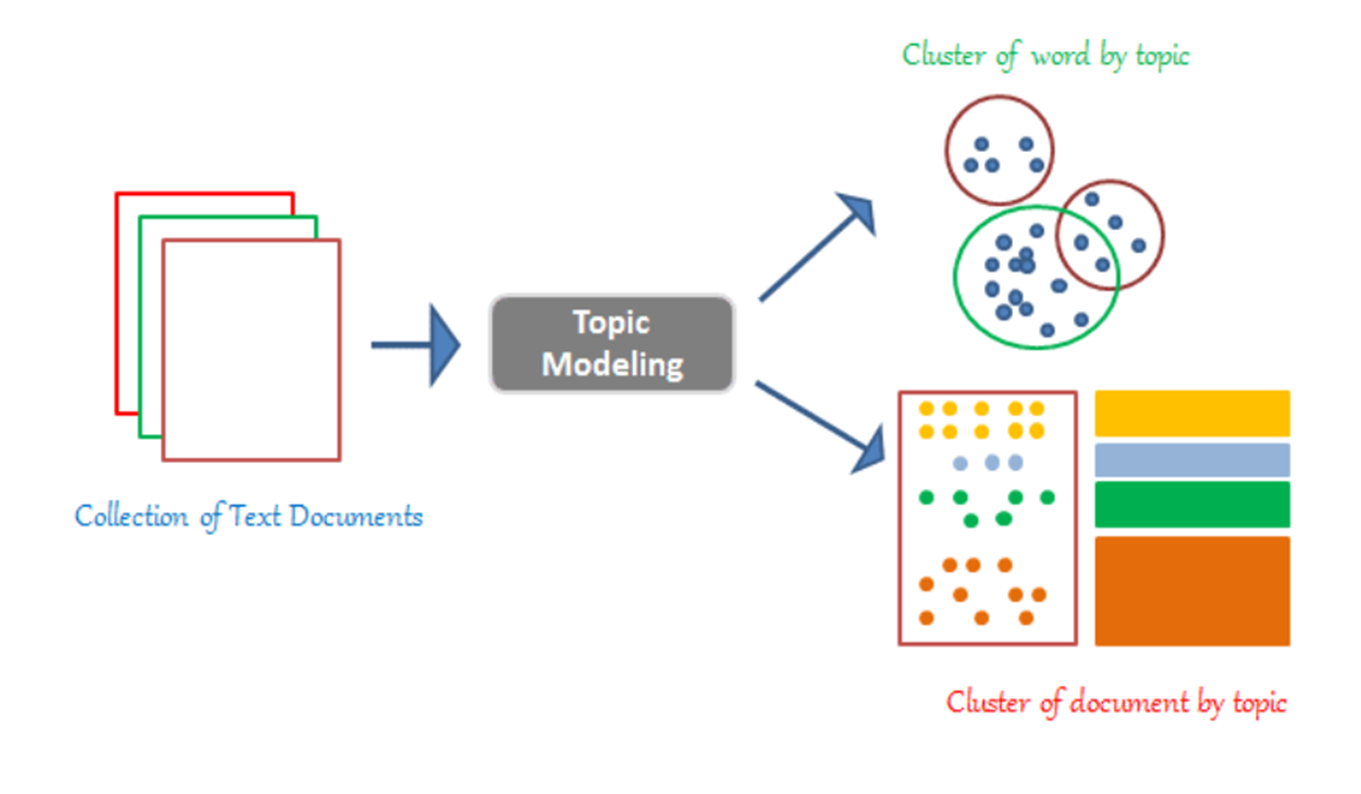 Cluster of word by topic
Topic
Modeling
Collection of Text Documents
Cluster of document by topic